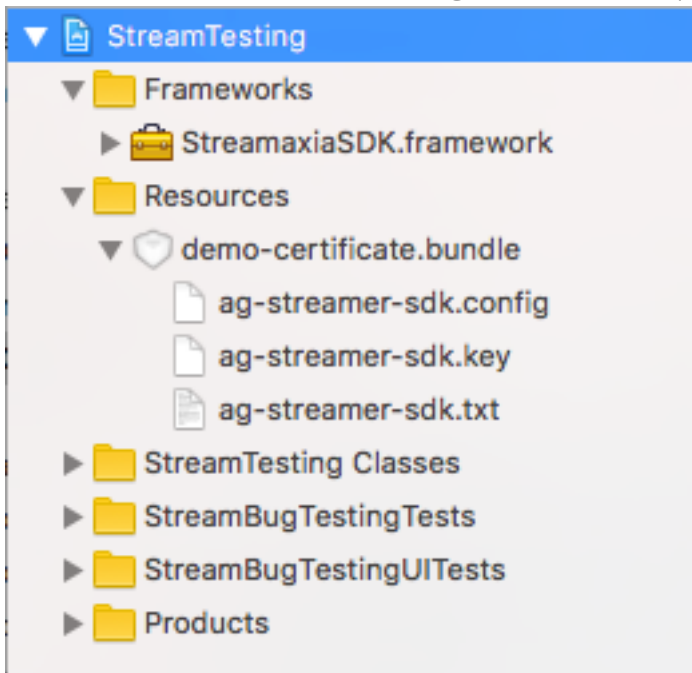 StreamTesting
Frameworks
StreamaxiaSDK.framework
Resources
demo-certificate.bundle
ag-streamer-sdk.config
ag-streamer-sdk.key
ag-streamer-sdk.txt
StreamTesting Classes
StreamBugTestingTests
StreamBugTestingUITests
Products